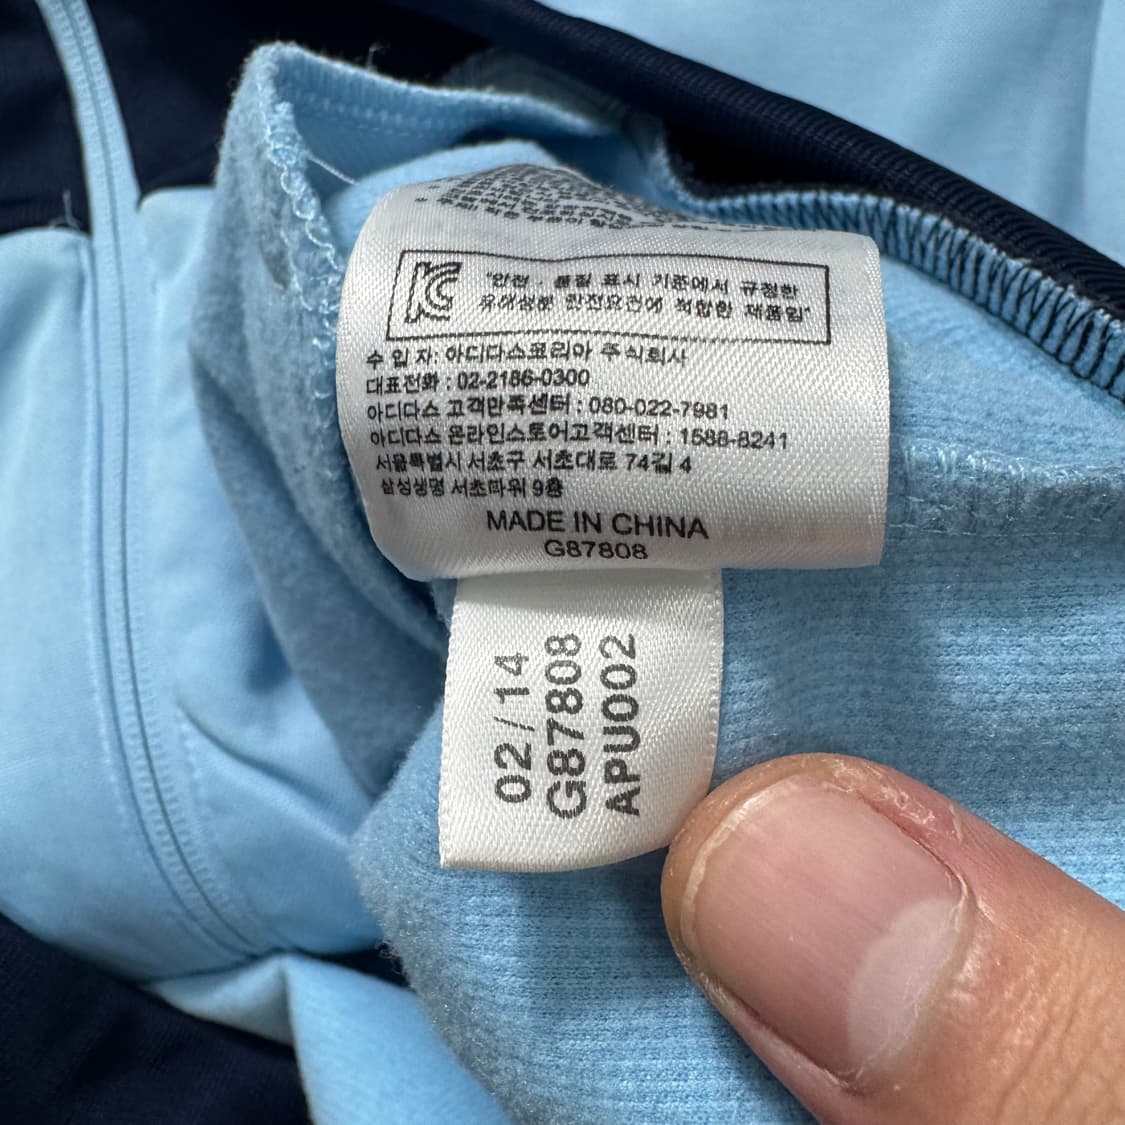 KC "안전 . 품질 표시 기준에서 규정한
유해성분 안전요건에 적합한 제품임"
수 입 자: 아디다스코리아 주식회사
대표전화 : 02-2186-0300
아디다스 고객만족센터 : 080-022-7981
아디다스 온라인스토어고객센터 : 1588-8241
서울특별시 서초구 서초대로 74길 4
삼성생명 서초타워 9층
MADE IN CHINA
G87808
02/14
G87808
APU002